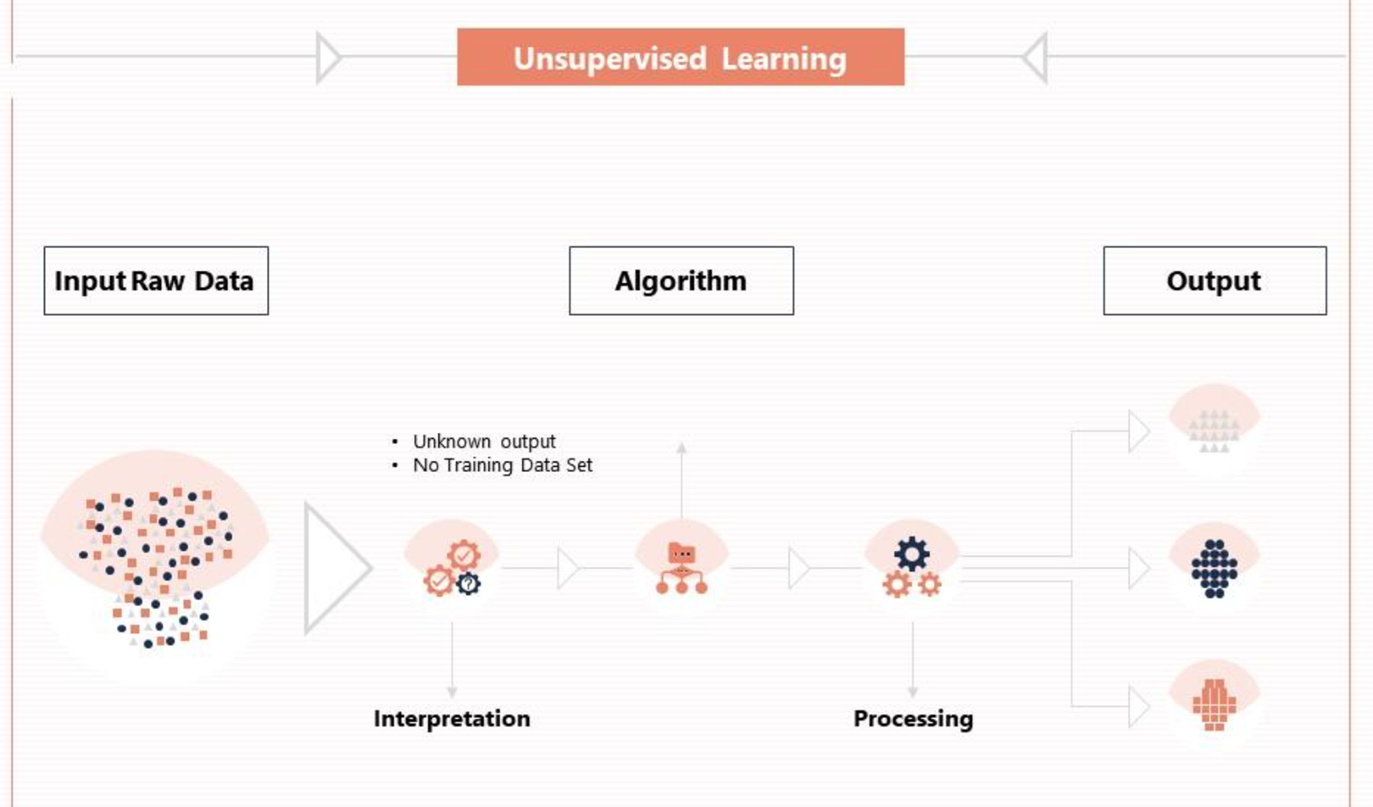 Unsupervised Learning
Input Raw Data
Algorithm
Output
• Unknown output
• No Training Data Set
?
Interpretation
Processing